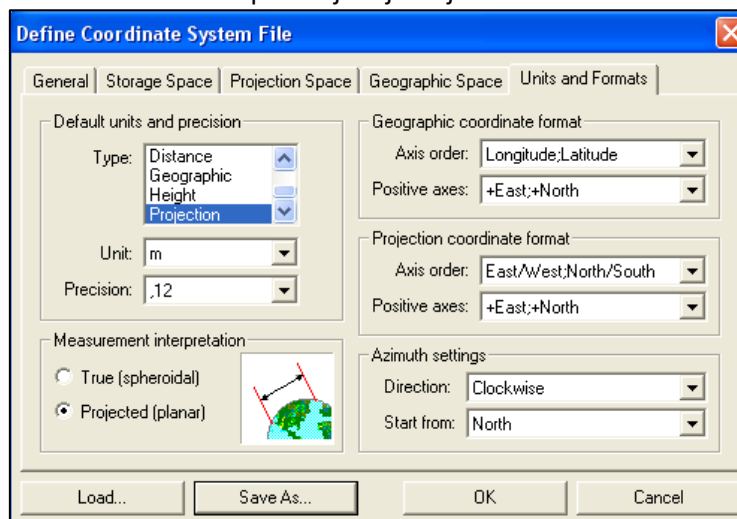 Define Coordinate System File
General Storage Space Projection Space Geographic Space Units and Formats
Default units and precision
Type: Distance
Geographic
Height
Projection
Unit: m
Precision: ,12
Measurement interpretation
True (spheroidal)
Projected (planar)
Geographic coordinate format
Axis order: Longitude;Latitude
Positive axes: +East;+North
Projection coordinate format
Axis order: East/West;North/South
Positive axes: +East;+North
Azimuth settings
Direction: Clockwise
Start from: North
Load... Save As... OK Cancel